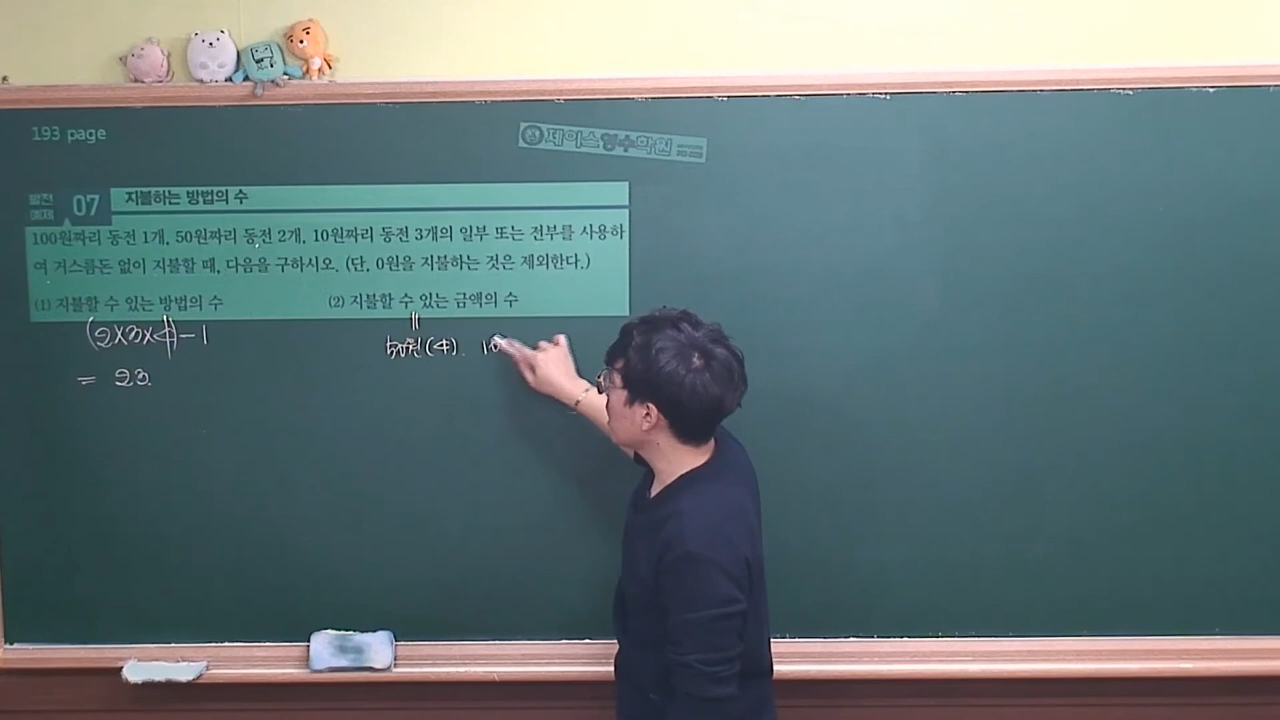 193 page
제이스영수학원
발전
예제
07
지불하는 방법의 수
100원짜리 동전 1개, 50원짜리 동전 2개, 10원짜리 동전 3개의 일부 또는 전부를 사용하
여 거스름돈 없이 지불할 때, 다음을 구하시오. (단, 0원을 지불하는 것은 제외한다.)
(1) 지불할 수 있는 방법의 수
(2) 지불할 수 있는 금액의 수
(2×3×4)-1
= 23.
50원(4). 10